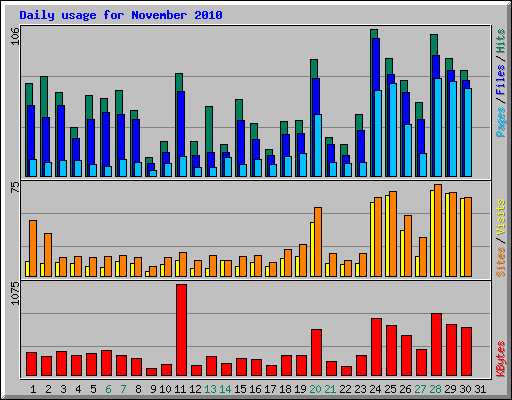 Daily usage for November 2010
106
Pages / Files / Hits
75
Sites / Visits
1075
KBytes
1 2 3 4 5 6 7 8 9 10 11 12 13 14 15 16 17 18 19 20 21 22 23 24 25 26 27 28 29 30 31